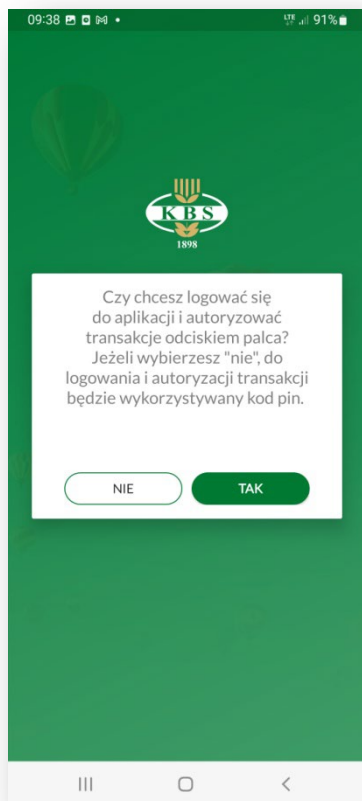 09:38 LTE 91%
KBS
1898
Czy chcesz logować się
do aplikacji i autoryzować
transakcje odciskiem palca?
Jeżeli wybierzesz "nie", do
logowania i autoryzacji transakcji
będzie wykorzystywany kod pin.
NIE TAK